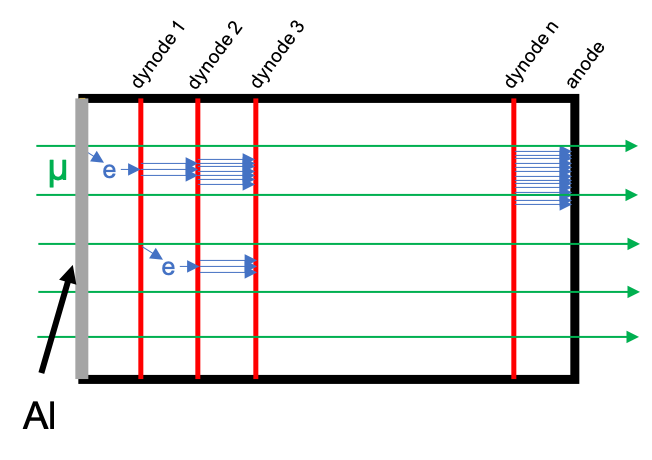 dynode 1
dynode 2
dynode 3
dynode n
anode
μ
e
e
Al